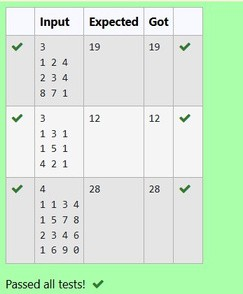 Input Expected Got
3 19 19
1 2 4
2 3 4
8 7 1
3 12 12
1 3 1
1 5 1
4 2 1
4 28 28
1 1 3 4
1 5 7 8
2 3 4 6
1 6 9 0
Passed all tests!